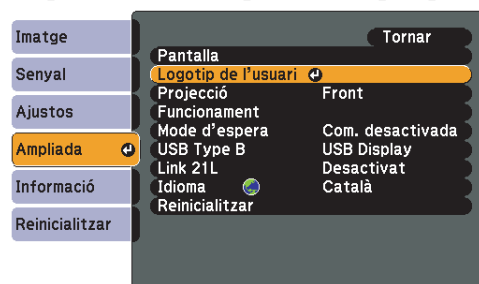 Imatge
Senyal
Ajustos
Ampliada
Informació
Reinicialitzar
Tornar
Pantalla
Logotip de l'usuari
Projecció Front
Funcionament
Mode d'espera Com. desactivada
USB Type B USB Display
Link 21L Desactivat
Idioma Català
Reinicialitzar